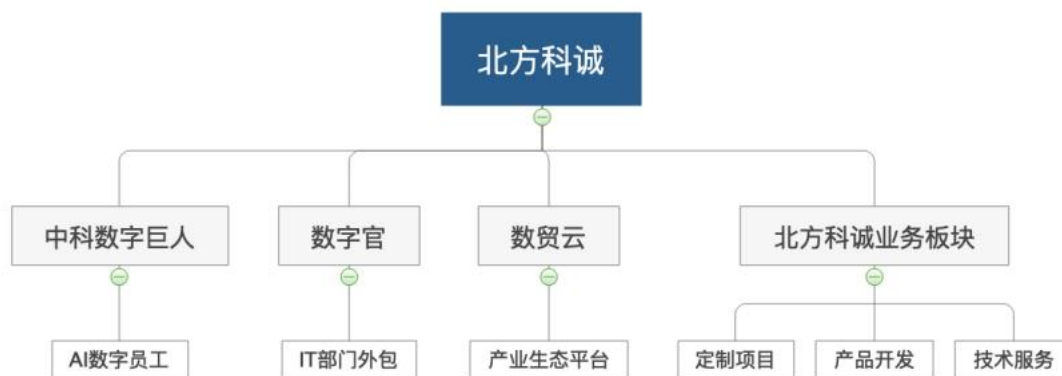 北方科诚
中科数字巨人
数字官
数贸云
北方科诚业务板块
AI数字员工
IT部门外包
产业生态平台
定制项目
产品开发
技术服务